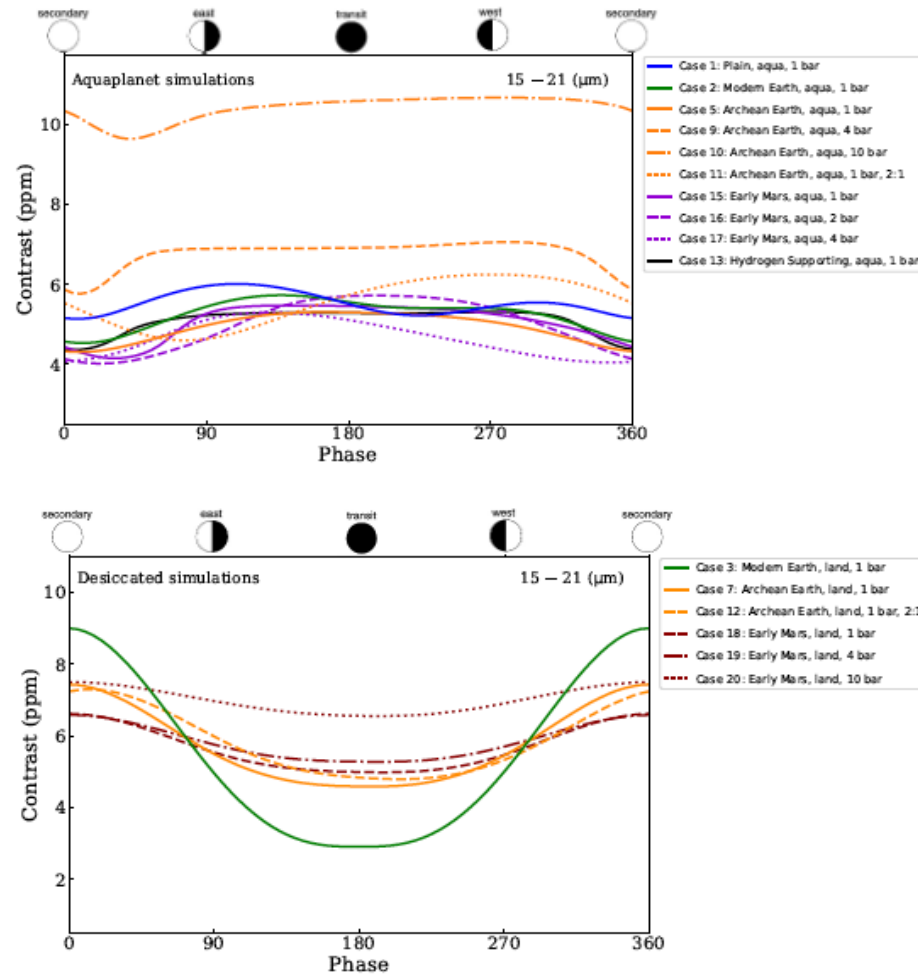 secondary east transit west secondary
Aquaplanet simulations 15 — 21 (μm)
10
8
6
4
Contrast (ppm)
0 90 180 270 360
Phase
Case 1: Plain, aqua, 1 bar
Case 2: Modern Earth, aqua, 1 bar
Case 5: Archean Earth, aqua, 1 bar
Case 9: Archean Earth, aqua, 4 bar
Case 10: Archean Earth, aqua, 10 bar
Case 11: Archean Earth, aqua, 1 bar, 2:1
Case 15: Early Mars, aqua, 1 bar
Case 16: Early Mars, aqua, 2 bar
Case 17: Early Mars, aqua, 4 bar
Case 13: Hydrogen Supporting, aqua, 1 bar
secondary east transit west secondary
Desiccated simulations 15 — 21 (μm)
10
8
6
4
2
Contrast (ppm)
0 90 180 270 360
Phase
Case 3: Modern Earth, land, 1 bar
Case 7: Archean Earth, land, 1 bar
Case 12: Archean Earth, land, 1 bar, 2:1
Case 18: Early Mars, land, 1 bar
Case 19: Early Mars, land, 4 bar
Case 20: Early Mars, land, 10 bar